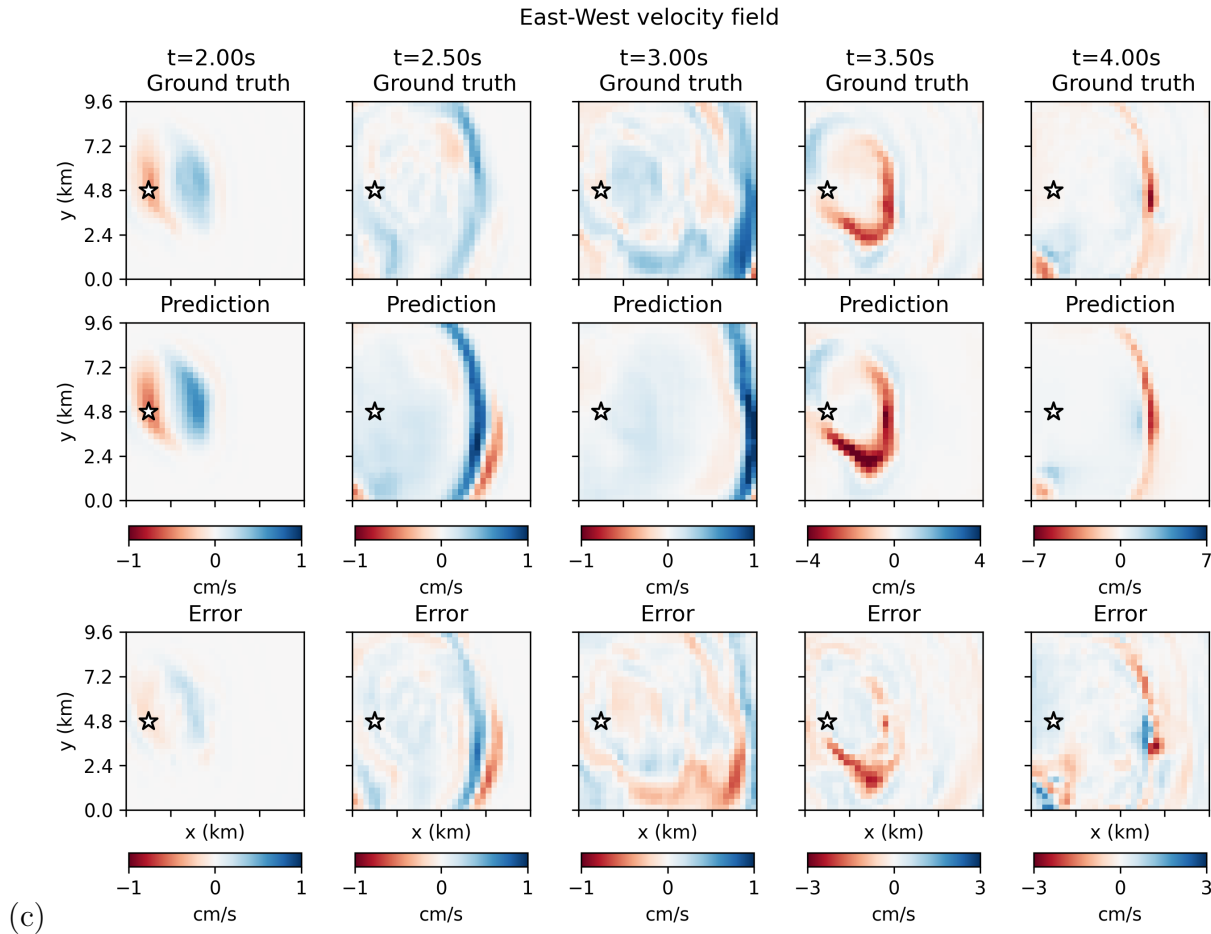 East-West velocity field
t=2.00s t=2.50s t=3.00s t=3.50s t=4.00s
Ground truth Ground truth Ground truth Ground truth Ground truth
9.6
7.2
4.8
2.4
0.0
y (km)
Prediction Prediction Prediction Prediction Prediction
9.6
7.2
4.8
2.4
0.0
y (km)
−1 0 1 −1 0 1 −1 0 1 −4 0 4 −7 0 7
cm/s cm/s cm/s cm/s cm/s
Error Error Error Error Error
9.6
7.2
4.8
2.4
0.0
y (km)
x (km) x (km) x (km) x (km) x (km)
−1 0 1 −1 0 1 −1 0 1 −3 0 3 −3 0 3
cm/s cm/s cm/s cm/s cm/s
(c)